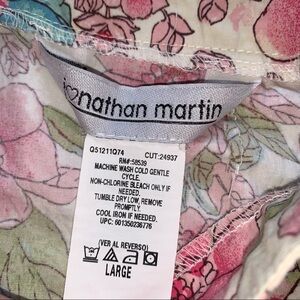 jonathan martin
Q51211Q74 CUT:24937
RN#:58539
MACHINE WASH COLD GENTLE
CYCLE.
NON-CHLORINE BLEACH ONLY IF
NEEDED.
TUMBLE DRY LOW, REMOVE
PROMPTLY.
COOL IRON IF NEEDED.
UPC: 601350236776
(VER AL REVERSO)
LARGE